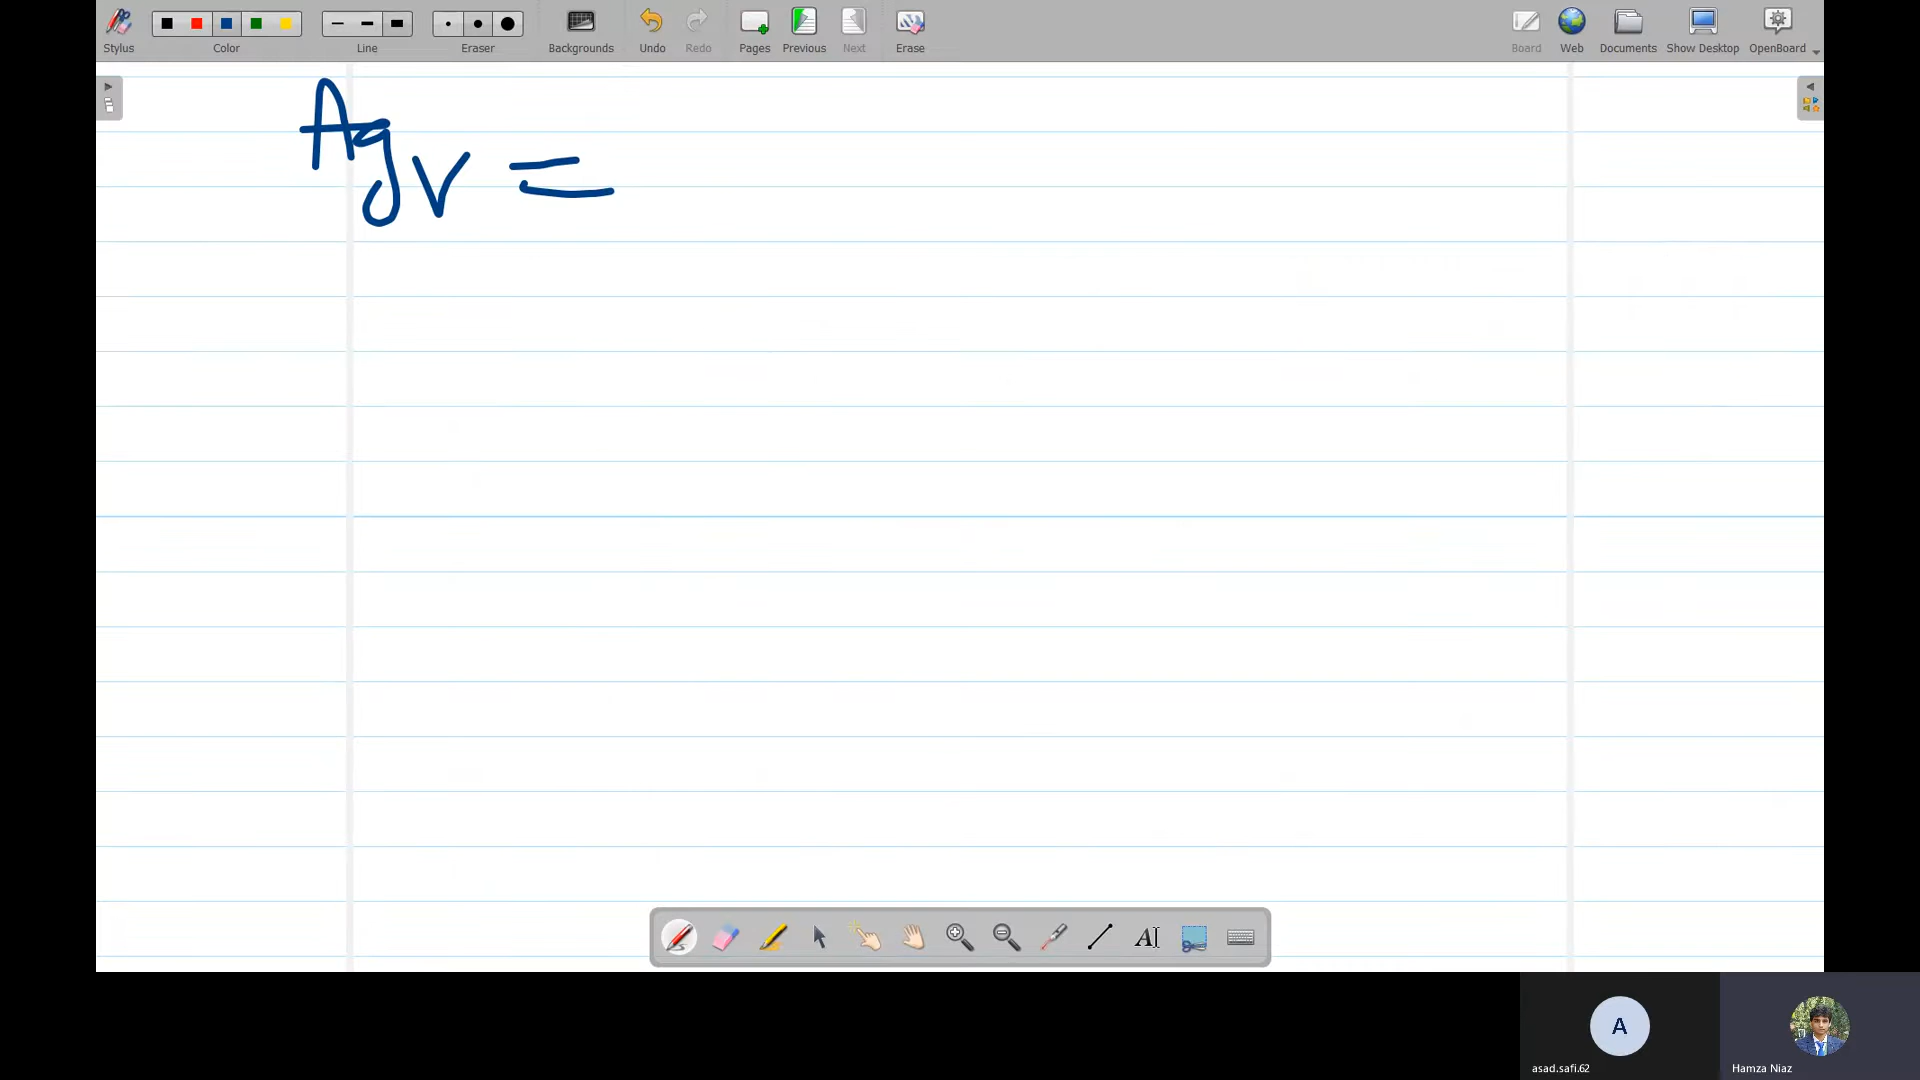 Stylus Color Line Eraser Backgrounds Undo Redo Pages Previous Next Erase Board Web Documents Show Desktop OpenBoard
Agv =
A
asad.safi.62 Hamza Niaz